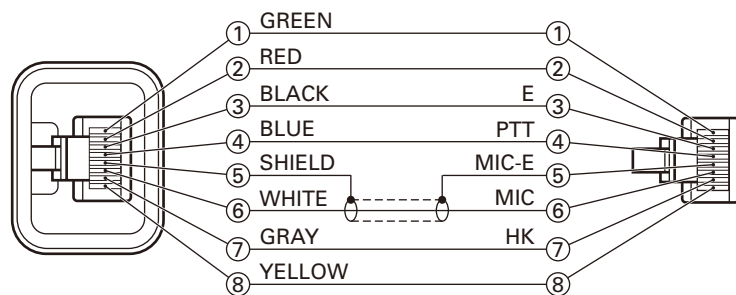 ① GREEN ①
② RED ②
③ BLACK E ③
④ BLUE PTT ④
⑤ SHIELD MIC-E ⑤
⑥ WHITE MIC ⑥
⑦ GRAY HK ⑦
⑧ YELLOW ⑧